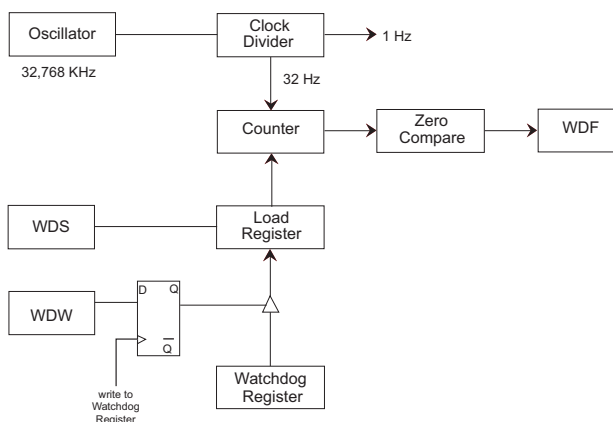 Oscillator
Clock
Divider
1 Hz
32,768 KHz
32 Hz
Counter
Zero
Compare
WDF
WDS
Load
Register
D
Q
WDW
Q
write to
Watchdog
Register
Watchdog
Register